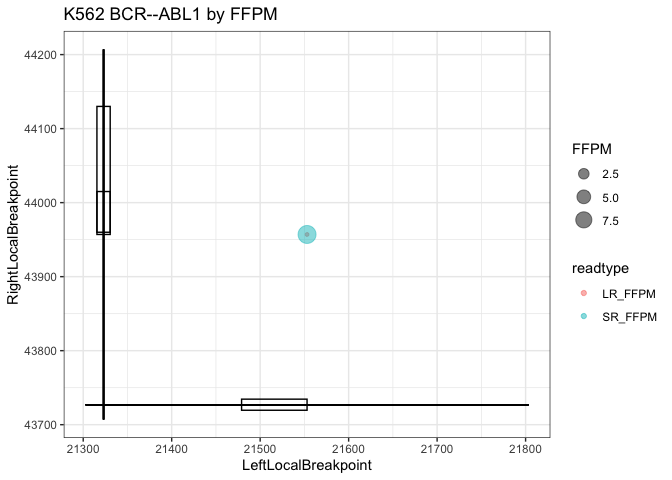 K562 BCR--ABL1 by FFPM
44200
44100
44000
43900
43800
43700
RightLocalBreakpoint
21300
21400
21500
21600
21700
21800
LeftLocalBreakpoint
FFPM
2.5
5.0
7.5
readtype
LR_FFPM
SR_FFPM